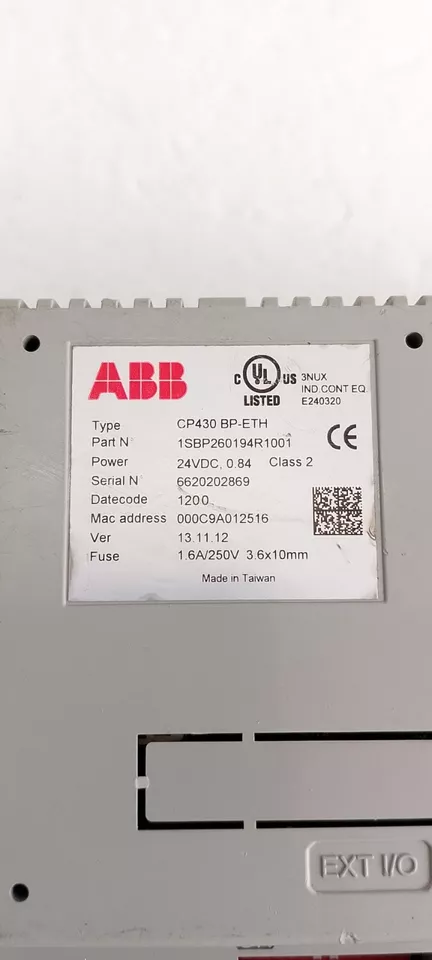 ABB
C UL US LISTED
3NUX
IND.CONT EQ.
E240320
Type CP430 BP-ETH
Part N° 1SBP260194R1001
CE
Power 24VDC, 0.84 Class 2
Serial N° 6620202869
Datecode 1200
Mac address 000C9A012516
Ver 13.11.12
Fuse 1.6A/250V 3.6x10mm
Made in Taiwan
EXT I/O